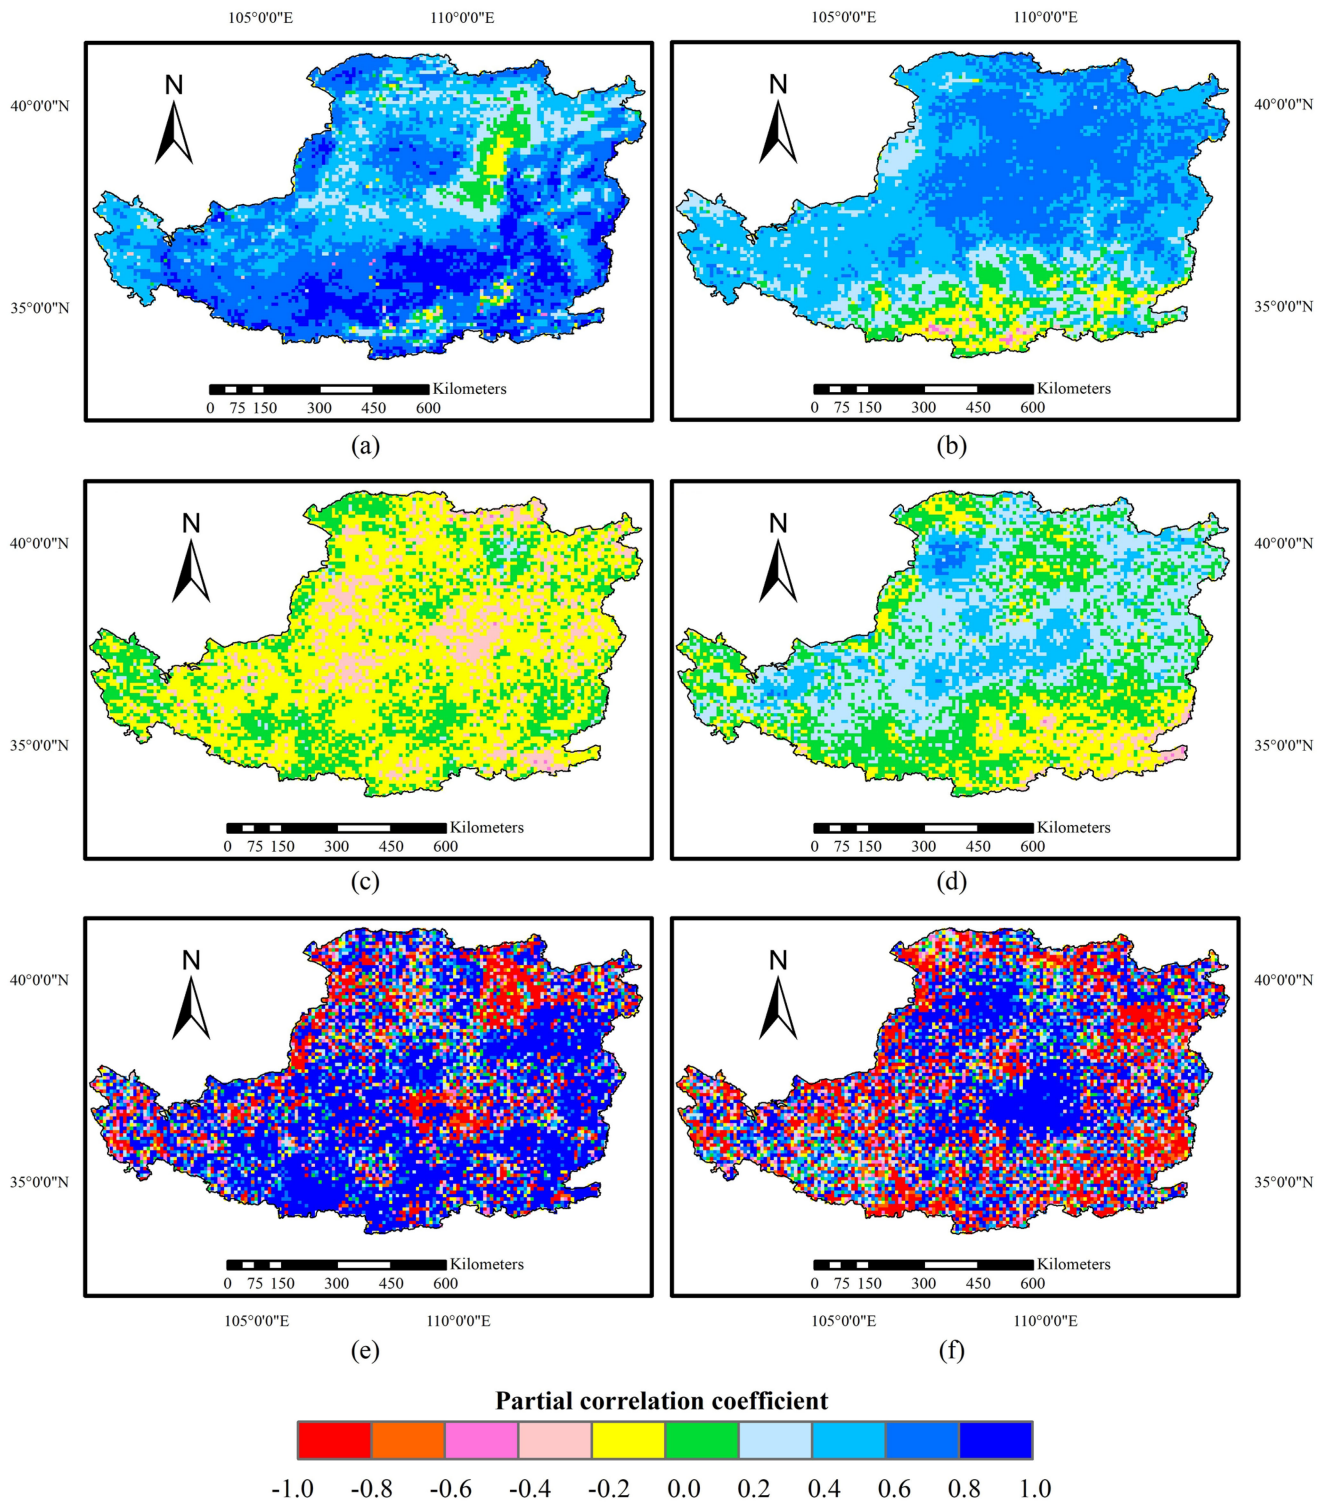 105°0'0"E 110°0'0"E 105°0'0"E 110°0'0"E
N N
40°0'0"N 40°0'0"N
35°0'0"N 35°0'0"N
Kilometers Kilometers
0 75 150 300 450 600 0 75 150 300 450 600
(a) (b)
N N
40°0'0"N 40°0'0"N
35°0'0"N 35°0'0"N
Kilometers Kilometers
0 75 150 300 450 600 0 75 150 300 450 600
(c) (d)
N N
40°0'0"N 40°0'0"N
35°0'0"N 35°0'0"N
Kilometers Kilometers
0 75 150 300 450 600 0 75 150 300 450 600
105°0'0"E 110°0'0"E 105°0'0"E 110°0'0"E
(e) (f)
Partial correlation coefficient
-1.0 -0.8 -0.6 -0.4 -0.2 0.0 0.2 0.4 0.6 0.8 1.0